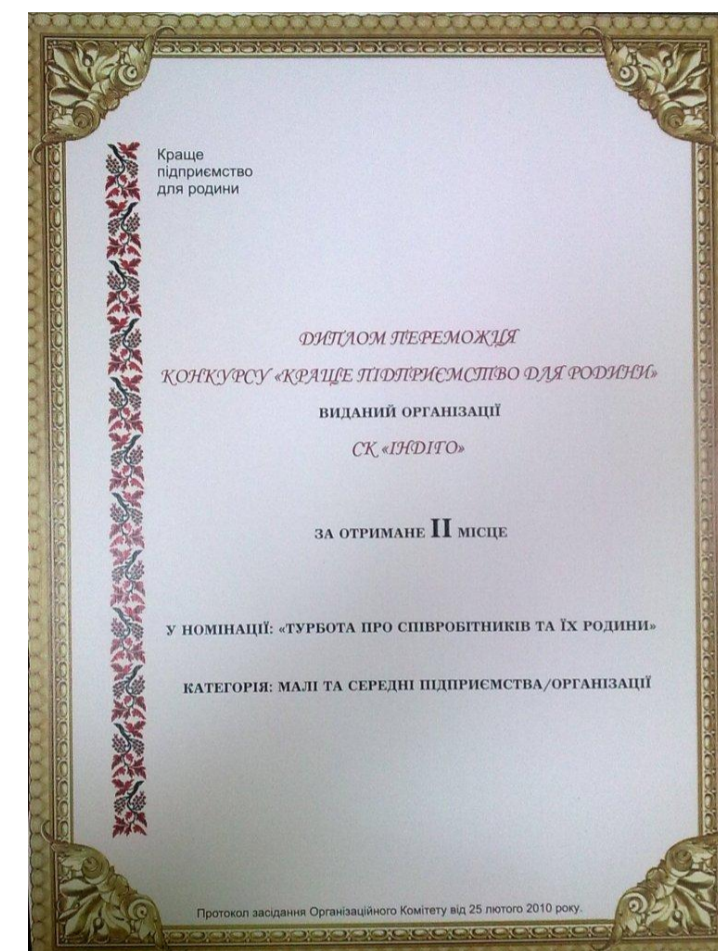 Краще
підприємство
для родини
ДИПЛОМ ПЕРЕМОЖЦЯ
КОНКУРСУ «КРАЩЕ ПІДПРИЄМСТВО ДЛЯ РОДИНИ»
ВИДАНИЙ ОРГАНІЗАЦІЇ
СК «ІНДІГО»
ЗА ОТРИМАНЕ II МІСЦЕ
У НОМІНАЦІЇ: «ТУРБОТА ПРО СПІВРОБІТНИКІВ ТА ЇХ РОДИНИ»
КАТЕГОРІЯ: МАЛІ ТА СЕРЕДНІ ПІДПРИЄМСТВА/ОРГАНІЗАЦІЇ
Протокол засідання Організаційного Комітету від 25 лютого 2010 року.